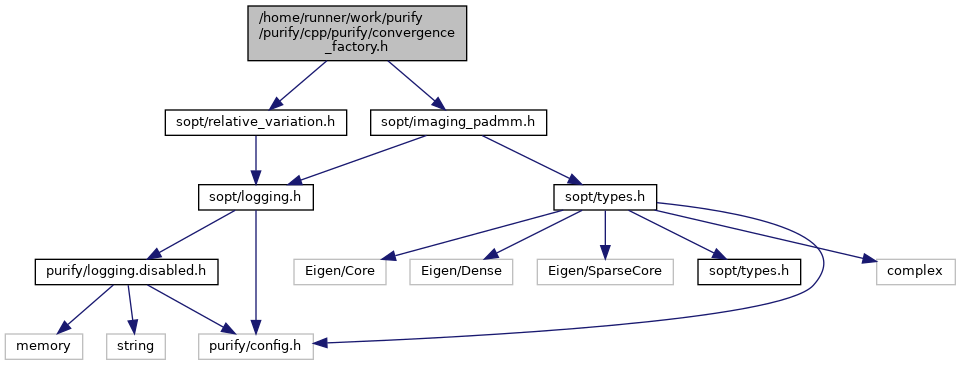 /home/runner/work/purify
/purify/cpp/purify/convergence
_factory.h
sopt/relative_variation.h
sopt/imaging_padmm.h
sopt/logging.h
sopt/types.h
purify/logging.disabled.h
Eigen/Core
Eigen/Dense
Eigen/SparseCore
sopt/types.h
complex
memory
string
purify/config.h